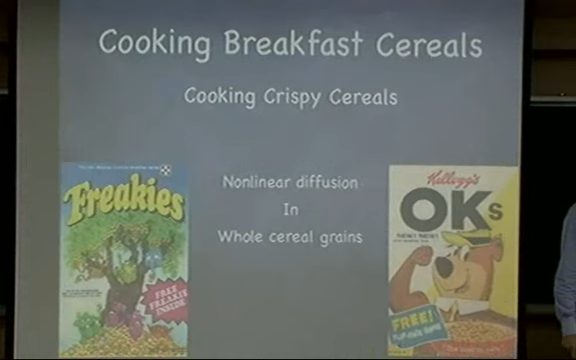 Cooking Breakfast Cereals
Cooking Crispy Cereals
Nonlinear diffusion
In
Whole cereal grains
Freakies
FREE
FREAKIE
INSIDE!
Kellogg's
OKs
FREE!